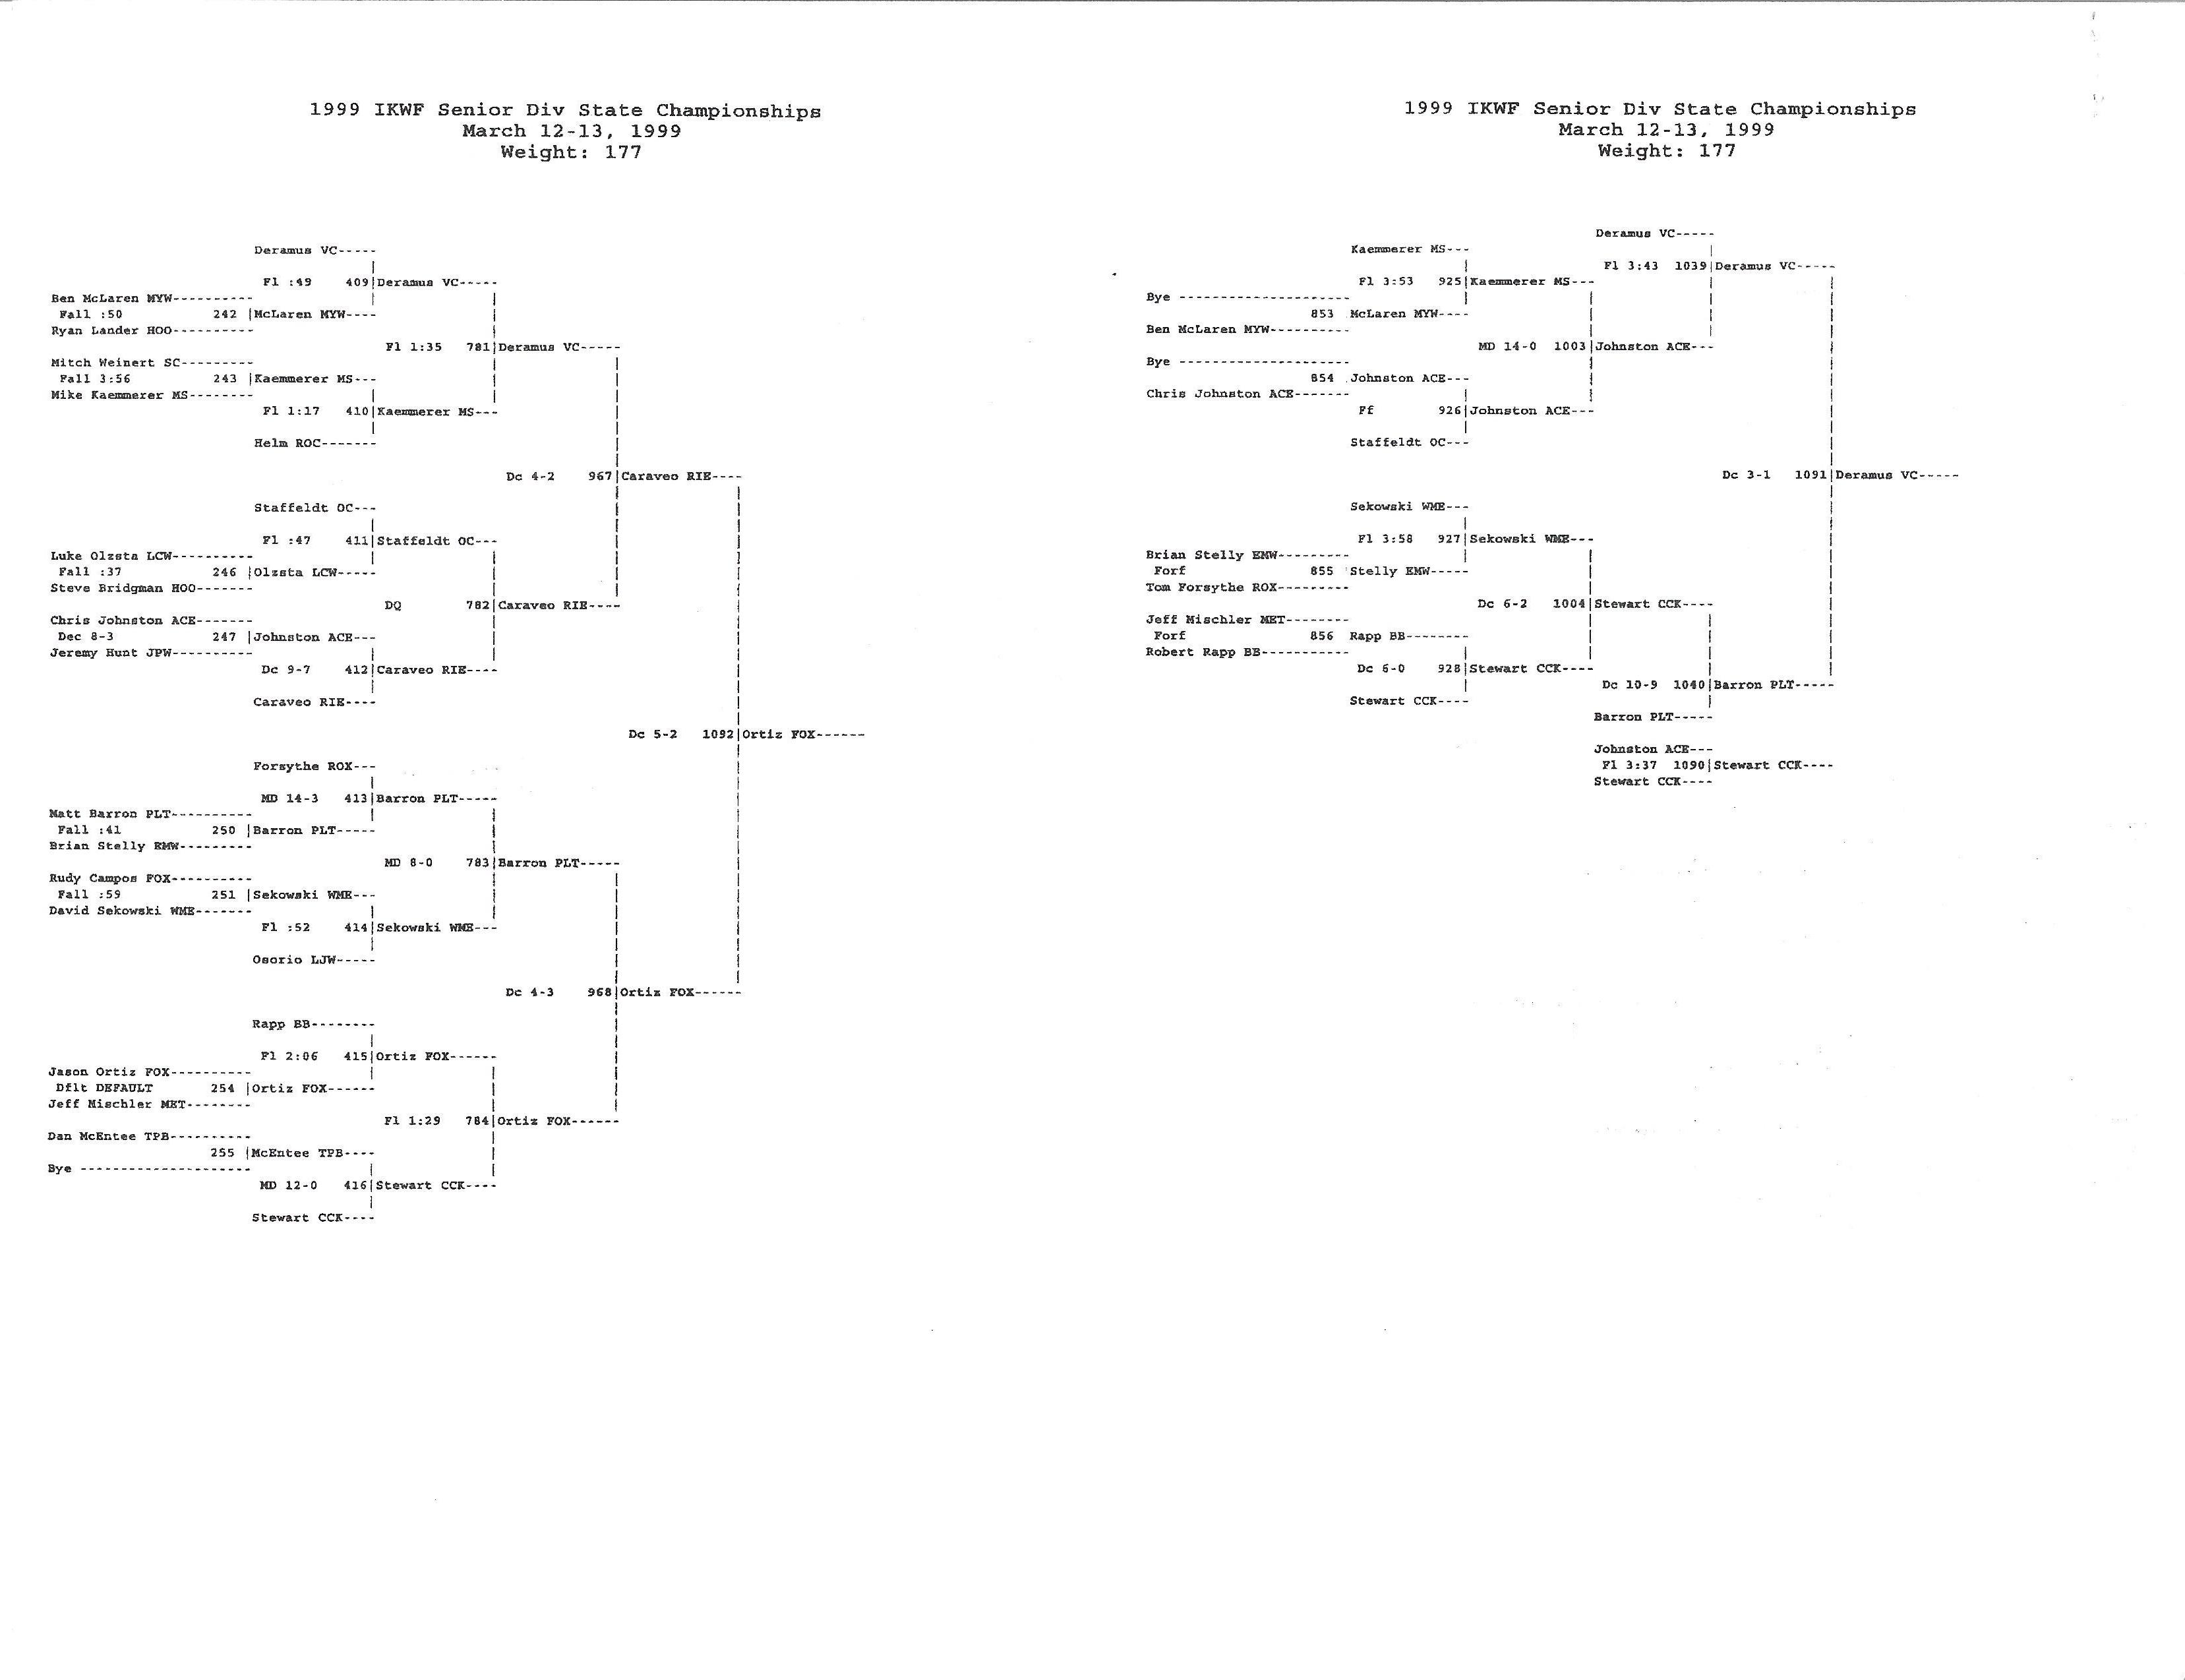 1999 IKWF Senior Div State Championships
March 12-13, 1999
Weight: 177
Deramus VC-----
Fl :49 409|Deramus VC-----
Ben McLaren MYW----------
Fall :50 242 |McLaren MYW----
Ryan Lander HOO----------
Fl 1:35 781|Deramus VC-----
Mitch Weinert SC---------
Fall 3:56 243 |Kaemmerer MS---
Mike Kaemmerer MS--------
Fl 1:17 410|Kaemmerer MS---
Helm ROC-------
Dc 4-2 967|Caraveo RIE----
Staffeldt OC---
Fl :47 411|Staffeldt OC---
Luke Olzsta LCW----------
Fall :37 246 |Olzsta LCW-----
Steve Bridgman HOO-------
DQ 782|Caraveo RIE----
Chris Johnston ACE-------
Dec 8-3 247 |Johnston ACE---
Jeremy Hunt JPW----------
Dc 9-7 412|Caraveo RIE----
Caraveo RIE----
Dc 5-2 1092|Ortiz FOX------
Forsythe ROX---
MD 14-3 413|Barron PLT-----
Matt Barron PLT----------
Fall :41 250 |Barron PLT-----
Brian Stelly EMW---------
MD 8-0 783|Barron PLT-----
Rudy Campos FOX----------
Fall :59 251 |Sekowski WME---
David Sekowski WME-------
Fl :52 414|Sekowski WME---
Osorio LJW-----
Dc 4-3 968|Ortiz FOX------
Rapp BB--------
Fl 2:06 415|Ortiz FOX------
Jason Ortiz FOX----------
Dflt DEFAULT 254 |Ortiz FOX------
Jeff Mischler MET--------
Fl 1:29 784|Ortiz FOX------
Dan McEntee TPB----------
255 |McEntee TPB----
Bye ---------------------
MD 12-0 416|Stewart CCK----
Stewart CCK----
1999 IKWF Senior Div State Championships
March 12-13, 1999
Weight: 177
Deramus VC-----
Kaemmerer MS---
Fl 3:43 1039|Deramus VC-----
Fl 3:53 925|Kaemmerer MS---
Bye ---------------------
853 McLaren MYW----
Ben McLaren MYW----------
MD 14-0 1003|Johnston ACE---
Bye ---------------------
854 Johnston ACE---
Chris Johnston ACE-------
Ff 926|Johnston ACE---
Staffeldt OC---
Dc 3-1 1091|Deramus VC-----
Sekowski WME---
Fl 3:58 927|Sekowski WME---
Brian Stelly EMW---------
Forf 855 Stelly EMW-----
Tom Forsythe ROX---------
Dc 6-2 1004|Stewart CCK----
Jeff Mischler MET--------
Forf 856 Rapp BB--------
Robert Rapp BB-----------
Dc 6-0 928|Stewart CCK----
Dc 10-9 1040|Barron PLT-----
Stewart CCK----
Barron PLT-----
Johnston ACE---
Fl 3:37 1090|Stewart CCK----
Stewart CCK----